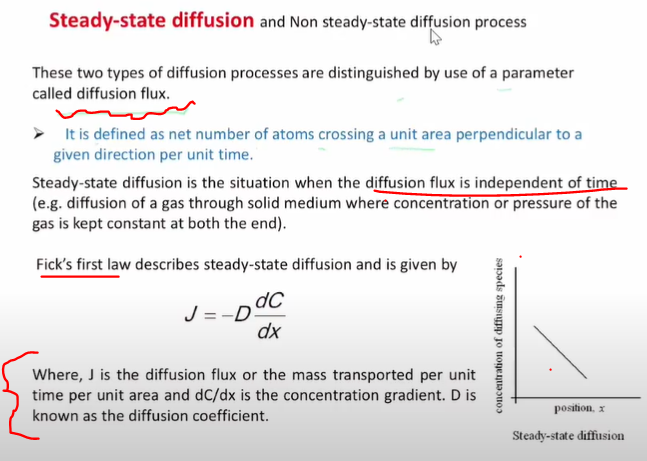 Steady-state diffusion and Non steady-state diffusion process
These two types of diffusion processes are distinguished by use of a parameter
called diffusion flux.
➤ It is defined as net number of atoms crossing a unit area perpendicular to a
given direction per unit time.
Steady-state diffusion is the situation when the diffusion flux is independent of time
(e.g. diffusion of a gas through solid medium where concentration or pressure of the
gas is kept constant at both the end).
Fick's first law describes steady-state diffusion and is given by
J = -D dC/dx
Where, J is the diffusion flux or the mass transported per unit
time per unit area and dC/dx is the concentration gradient. D is
known as the diffusion coefficient.
concentration of diffusing species
position, x
Steady-state diffusion